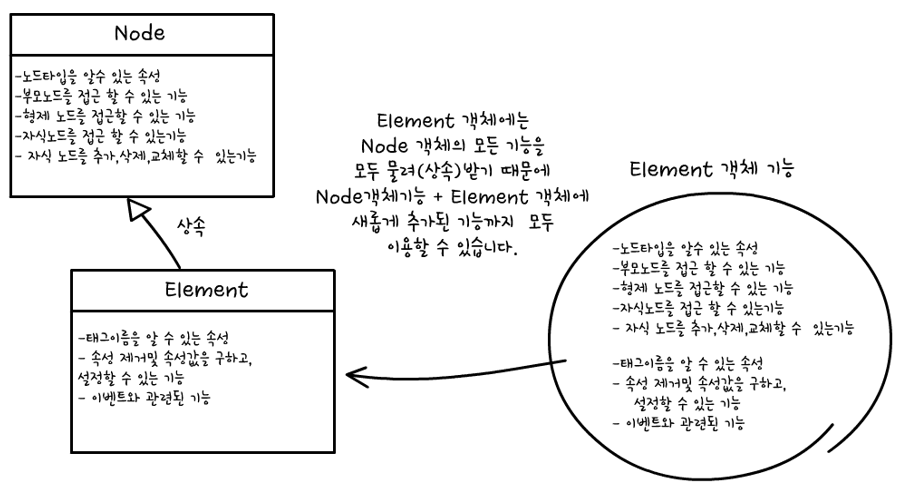 Node
-노드타입을 알수 있는 속성
-부모노드를 접근 할 수 있는 기능
-형제 노드를 접근할 수 있는 기능
-자식노드를 접근 할 수 있는기능
- 자식 노드를 추가,삭제,교체할 수 있는기능
상속
Element
-태그이름을 알 수 있는 속성
- 속성 제거및 속성값을 구하고,
설정할 수 있는 기능
- 이벤트와 관련된 기능
Element 객체에는
Node 객체의 모든 기능을
모두 물려(상속)받기 때문에
Node객체기능 + Element 객체에
새롭게 추가된 기능까지 모두
이용할 수 있습니다.
Element 객체 기능
-노드타입을 알수 있는 속성
-부모노드를 접근 할 수 있는 기능
-형제 노드를 접근할 수 있는 기능
-자식노드를 접근 할 수 있는기능
- 자식 노드를 추가,삭제,교체할 수 있는기능
-태그이름을 알 수 있는 속성
- 속성 제거및 속성값을 구하고,
설정할 수 있는 기능
- 이벤트와 관련된 기능